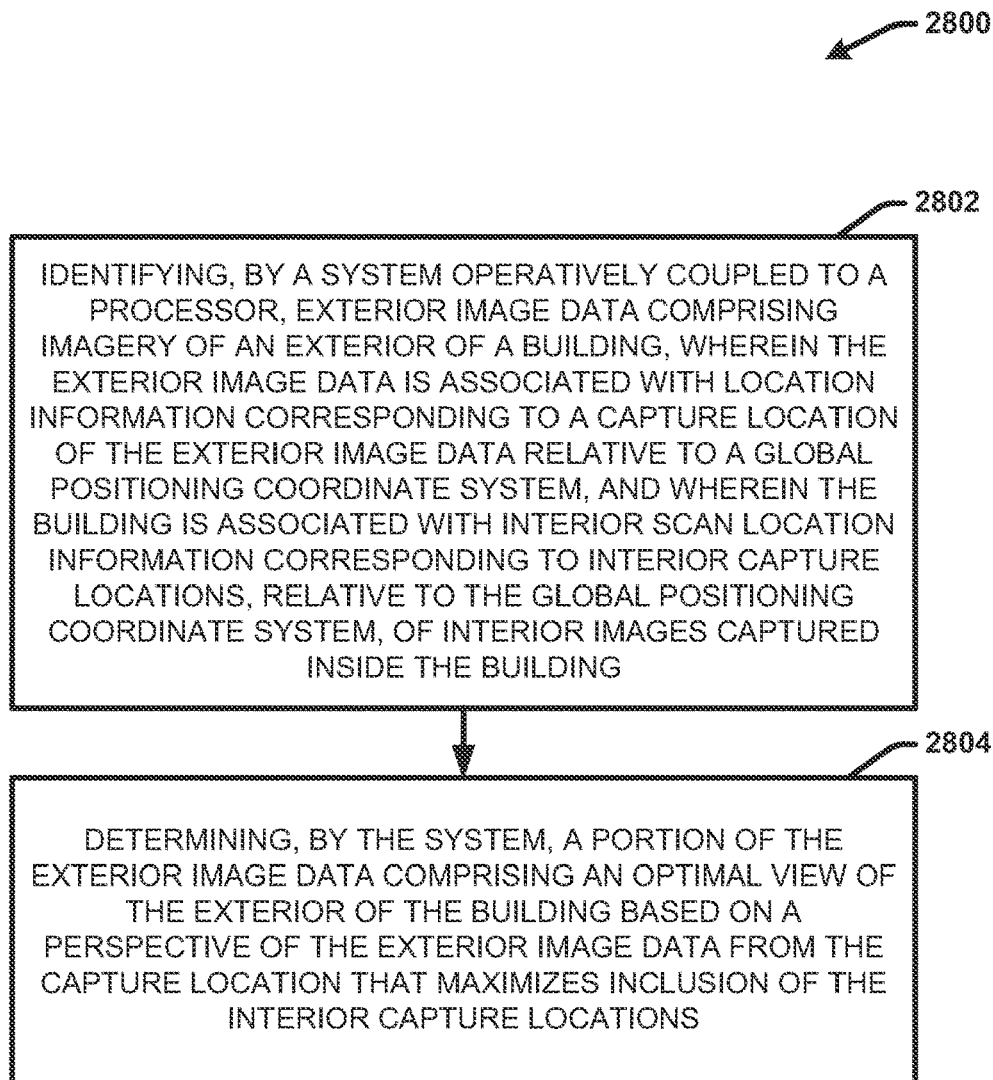 2800
2802
IDENTIFYING, BY A SYSTEM OPERATIVELY COUPLED TO A
PROCESSOR, EXTERIOR IMAGE DATA COMPRISING
IMAGERY OF AN EXTERIOR OF A BUILDING, WHEREIN THE
EXTERIOR IMAGE DATA IS ASSOCIATED WITH LOCATION
INFORMATION CORRESPONDING TO A CAPTURE LOCATION
OF THE EXTERIOR IMAGE DATA RELATIVE TO A GLOBAL
POSITIONING COORDINATE SYSTEM, AND WHEREIN THE
BUILDING IS ASSOCIATED WITH INTERIOR SCAN LOCATION
INFORMATION CORRESPONDING TO INTERIOR CAPTURE
LOCATIONS, RELATIVE TO THE GLOBAL POSITIONING
COORDINATE SYSTEM, OF INTERIOR IMAGES CAPTURED
INSIDE THE BUILDING
2804
DETERMINING, BY THE SYSTEM, A PORTION OF THE
EXTERIOR IMAGE DATA COMPRISING AN OPTIMAL VIEW OF
THE EXTERIOR OF THE BUILDING BASED ON A
PERSPECTIVE OF THE EXTERIOR IMAGE DATA FROM THE
CAPTURE LOCATION THAT MAXIMIZES INCLUSION OF THE
INTERIOR CAPTURE LOCATIONS